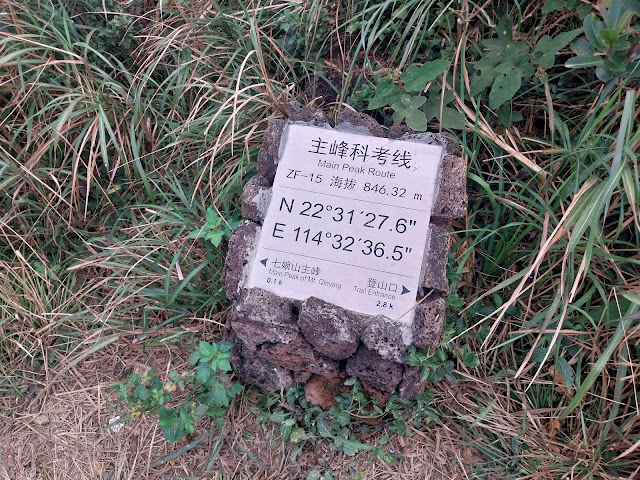 主峰科考线
Main Peak Route
ZF-15 海拔 846.32 m
N 22°31′27.6"
E 114°32′36.5"
七娘山主峰
Main Peak of Mt. Qiniang
0.1 k
登山口
Trail Entrance
2.8 k